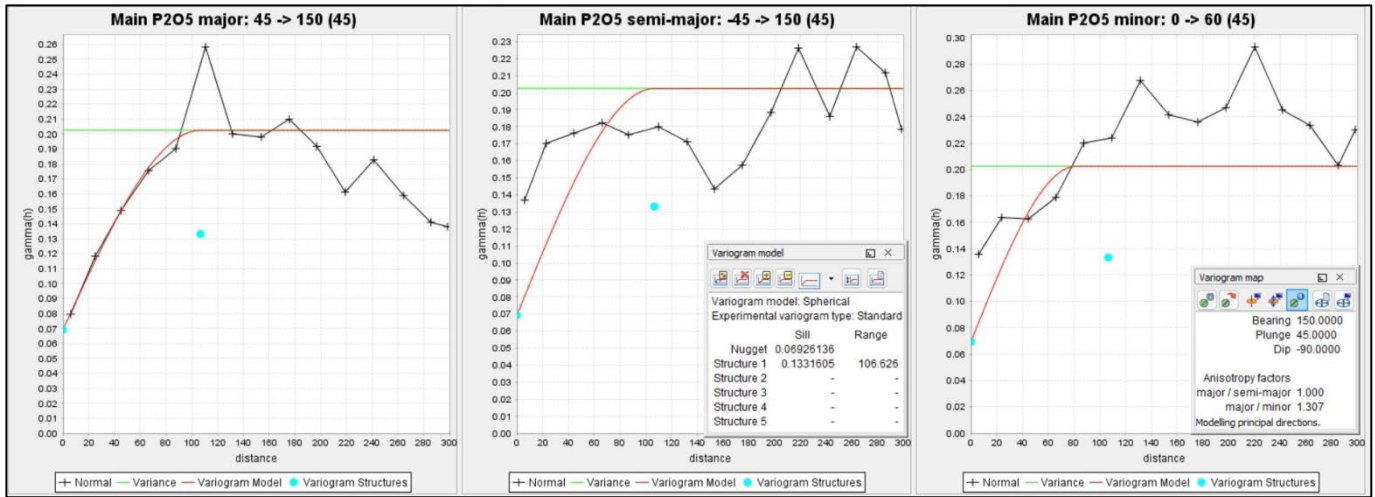 Main P2O5 major: 45 -> 150 (45)
0.26
0.25
0.24
0.23
0.22
0.21
0.20
0.19
0.18
0.17
0.16
0.15
0.14
0.13
0.12
0.11
0.10
0.09
0.08
0.07
0.06
0.05
0.04
0.03
0.02
0.01
0.00
gamma(h)
0 20 40 60 80 100 120 140 160 180 200 220 240 260 280 300
distance
Normal Variance Variogram Model Variogram Structures
Main P2O5 semi-major: -45 -> 150 (45)
0.23
0.22
0.21
0.20
0.19
0.18
0.17
0.16
0.15
0.14
0.13
0.12
0.11
0.10
0.09
0.08
0.07
0.06
0.05
0.04
0.03
0.02
0.01
0.00
gamma(h)
0 20 40 60 80 100 120 140 160 180 200 220 240 260 280 300
distance
Normal Variance Variogram Model Variogram Structures
Variogram model
Variogram model: Spherical
Experimental variogram type: Standard
Sill Range
Nugget 0.06926136
Structure 1 0.1331605 106.626
Structure 2 - -
Structure 3 - -
Structure 4 - -
Structure 5 - -
Main P2O5 minor: 0 -> 60 (45)
0.30
0.28
0.26
0.24
0.22
0.20
0.18
0.16
0.14
0.12
0.10
0.08
0.06
0.04
0.02
0.00
gamma(h)
0 20 40 60 80 100 120 140 160 180 200 220 240 260 280 300
distance
Normal Variance Variogram Model Variogram Structures
Variogram map
Bearing 150.0000
Plunge 45.0000
Dip -90.0000
Anisotropy factors
major / semi-major 1.000
major / minor 1.307
Modelling principal directions.